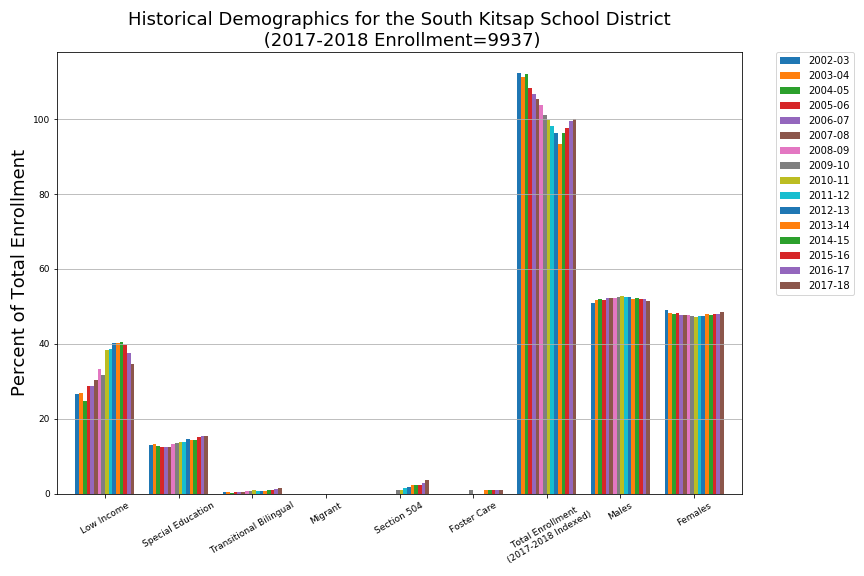 Historical Demographics for the South Kitsap School District
(2017-2018 Enrollment=9937)
Percent of Total Enrollment
100
80
60
40
20
0
Low Income
Special Education
Transitional Bilingual
Migrant
Section 504
Foster Care
Total Enrollment
(2017-2018 Indexed)
Males
Females
2002-03
2003-04
2004-05
2005-06
2006-07
2007-08
2008-09
2009-10
2010-11
2011-12
2012-13
2013-14
2014-15
2015-16
2016-17
2017-18